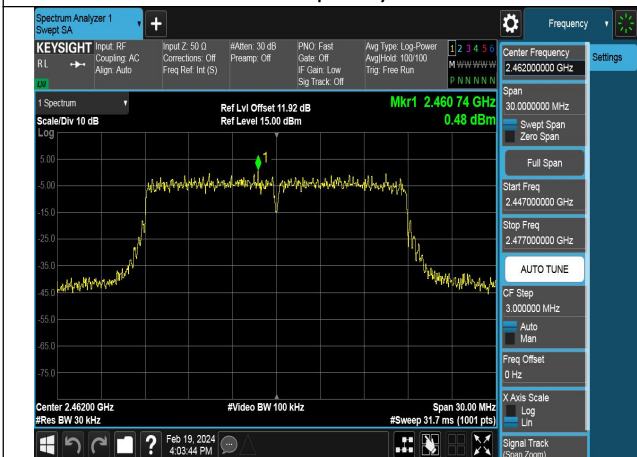 Spectrum Analyzer 1
Swept SA
+
Frequency
KEYSIGHT
RL
Input: RF
Coupling: AC
Align: Auto
Input Z: 50 Ω
Corrections: Off
Freq Ref: Int (S)
#Atten: 30 dB
Preamp: Off
PNO: Fast
Gate: Off
IF Gain: Low
Sig Track: Off
Avg Type: Log-Power
Avg|Hold: 100/100
Trig: Free Run
1 2 3 4 5 6
M W W W W W
P N N N N N
1 Spectrum
Scale/Div 10 dB
Log
Ref Lvl Offset 11.92 dB
Ref Level 15.00 dBm
Mkr1 2.460 74 GHz
0.48 dBm
1
5.00
-5.00
-15.0
-25.0
-35.0
-45.0
-55.0
-65.0
-75.0
Center 2.46200 GHz
#Res BW 30 kHz
#Video BW 100 kHz
Span 30.00 MHz
#Sweep 31.7 ms (1001 pts)
Feb 19, 2024
4:03:44 PM
Settings
Center Frequency
2.462000000 GHz
Span
30.0000000 MHz
Swept Span
Zero Span
Full Span
Start Freq
2.447000000 GHz
Stop Freq
2.477000000 GHz
AUTO TUNE
CF Step
3.000000 MHz
Auto
Man
Freq Offset
0 Hz
X Axis Scale
Log
Lin
Signal Track
(Span Zoom)